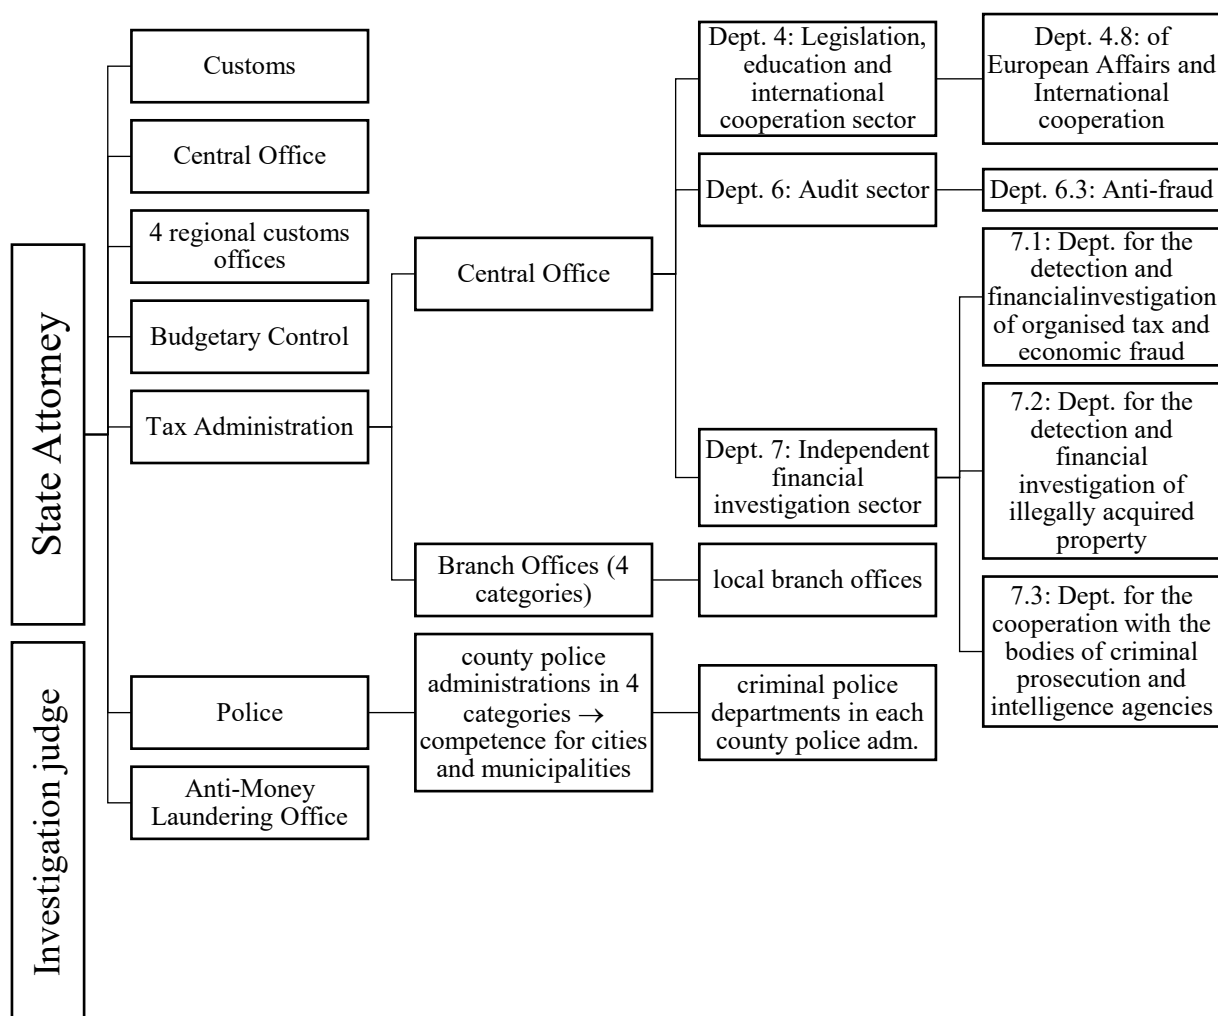 State Attorney
Investigation judge
Customs
Central Office
4 regional customs
offices
Budgetary Control
Tax Administration
Police
Anti-Money
Laundering Office
Central Office
Branch Offices (4
categories)
county police
administrations in 4
categories →
competence for cities
and municipalities
Dept. 4: Legislation,
education and
international
cooperation sector
Dept. 6: Audit sector
Dept. 7: Independent
financial
investigation sector
local branch offices
criminal police
departments in each
county police adm.
Dept. 4.8: of
European Affairs and
International
cooperation
Dept. 6.3: Anti-fraud
7.1: Dept. for the
detection and
financialinvestigation
of organised tax and
economic fraud
7.2: Dept. for the
detection and
financial
investigation of
illegally acquired
property
7.3: Dept. for the
cooperation with the
bodies of criminal
prosecution and
intelligence agencies